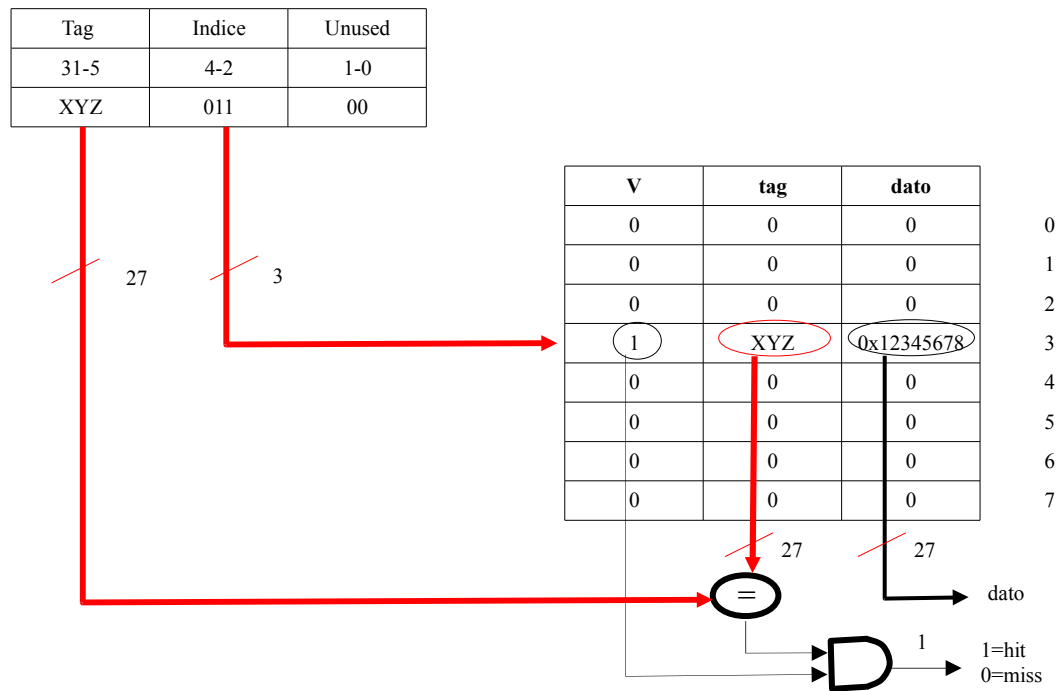 Tag Indice Unused
31-5 4-2 1-0
XYZ 011 00
V tag dato
0 0 0 0
0 0 0 1
27 3
0 0 0 2
1 XYZ 0x12345678 3
0 0 0 4
0 0 0 5
0 0 0 6
0 0 0 7
27 27
= dato
1 1=hit
0=miss